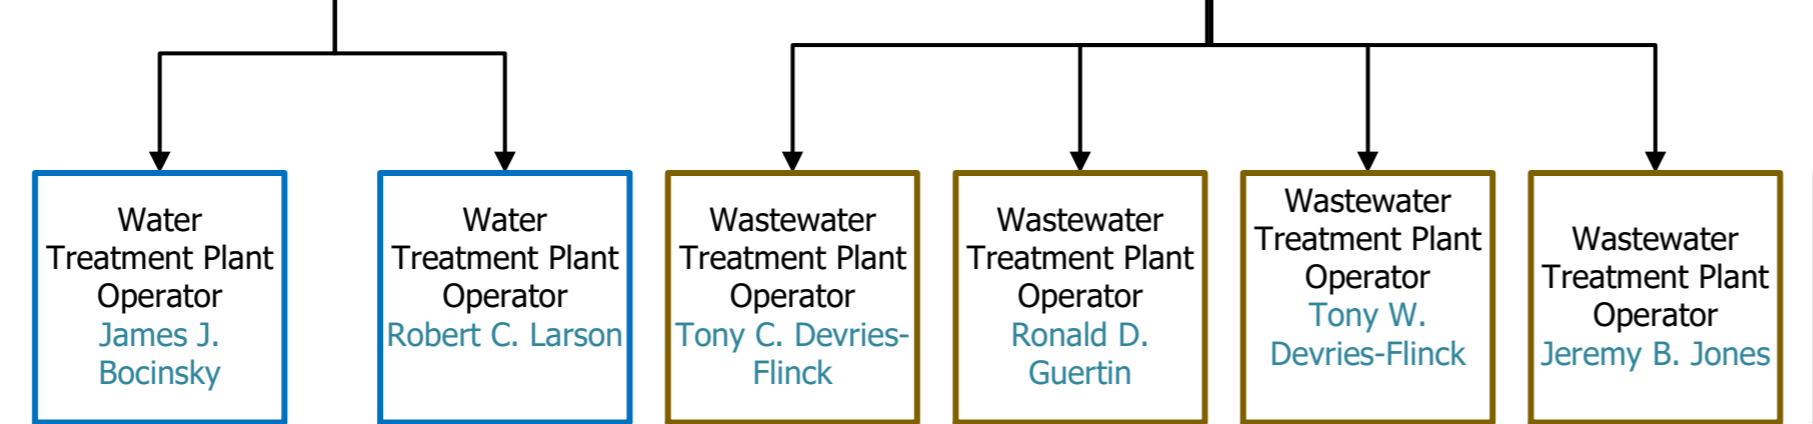 Water
Treatment Plant
Operator
James J.
Bocinsky
Water
Treatment Plant
Operator
Robert C. Larson
Wastewater
Treatment Plant
Operator
Tony C. Devries-
Flinck
Wastewater
Treatment Plant
Operator
Ronald D.
Guertin
Wastewater
Treatment Plant
Operator
Tony W.
Devries-Flinck
Wastewater
Treatment Plant
Operator
Jeremy B. Jones